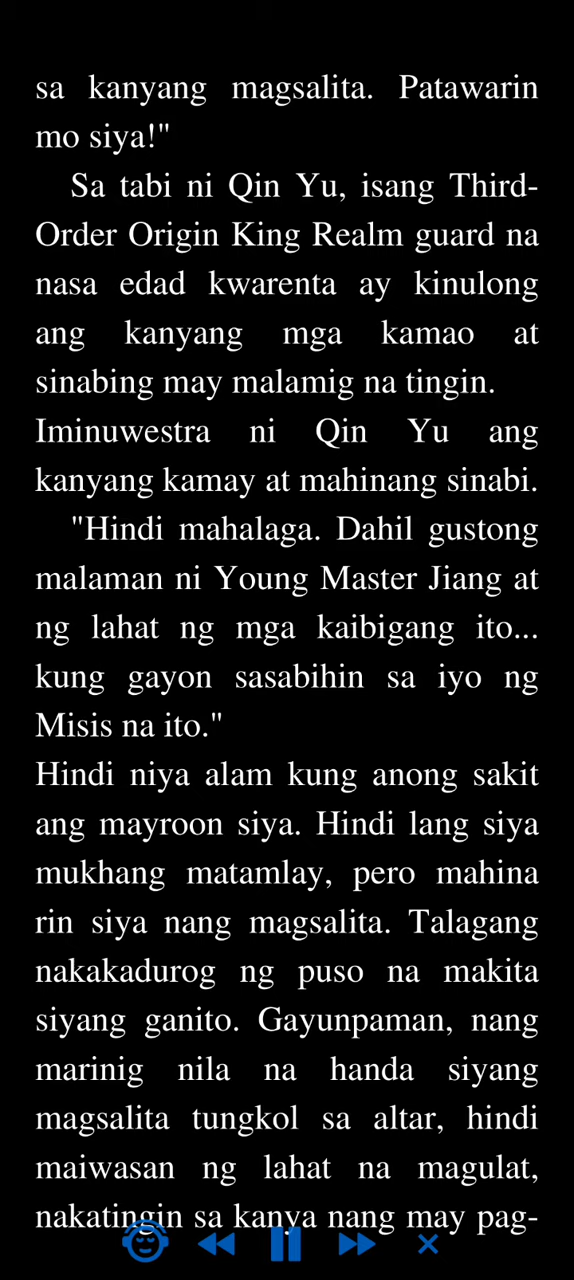 sa kanyang magsalita. Patawarin
mo siya!"
Sa tabi ni Qin Yu, isang Third-
Order Origin King Realm guard na
nasa edad kwarenta ay kinulong
ang kanyang mga kamao at
sinabing may malamig na tingin.
Iminuwestra ni Qin Yu ang
kanyang kamay at mahinang sinabi.
"Hindi mahalaga. Dahil gustong
malaman ni Young Master Jiang at
ng lahat ng mga kaibigang ito...
kung gayon sasabihin sa iyo ng
Misis na ito."
Hindi niya alam kung anong sakit
ang mayroon siya. Hindi lang siya
mukhang matamlay, pero mahina
rin siya nang magsalita. Talagang
nakakadurog ng puso na makita
siyang ganito. Gayunpaman, nang
marinig nila na handa siyang
magsalita tungkol sa altar, hindi
maiwasan ng lahat na magulat,
nakatingin sa kanya nang may pag-